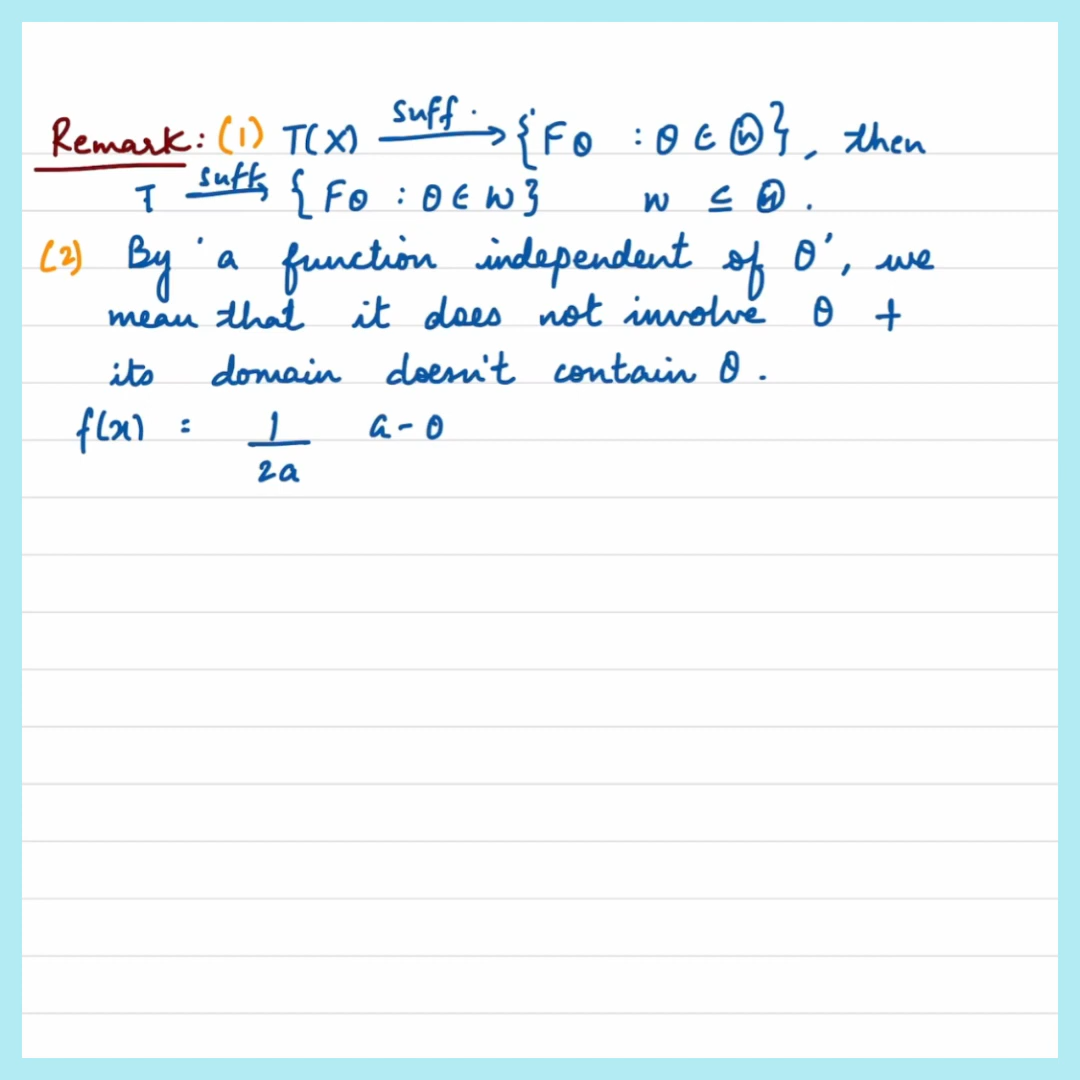 Remark: (1) T(X) suff. → {Fθ : θ ∈ Θ}, then
T suff. → {Fθ : θ ∈ W} W ⊆ Θ.
(2) By 'a function independent of θ', we
mean that it does not involve θ +
its domain doesn't contain θ.
f(x) = 1/2a a-θ